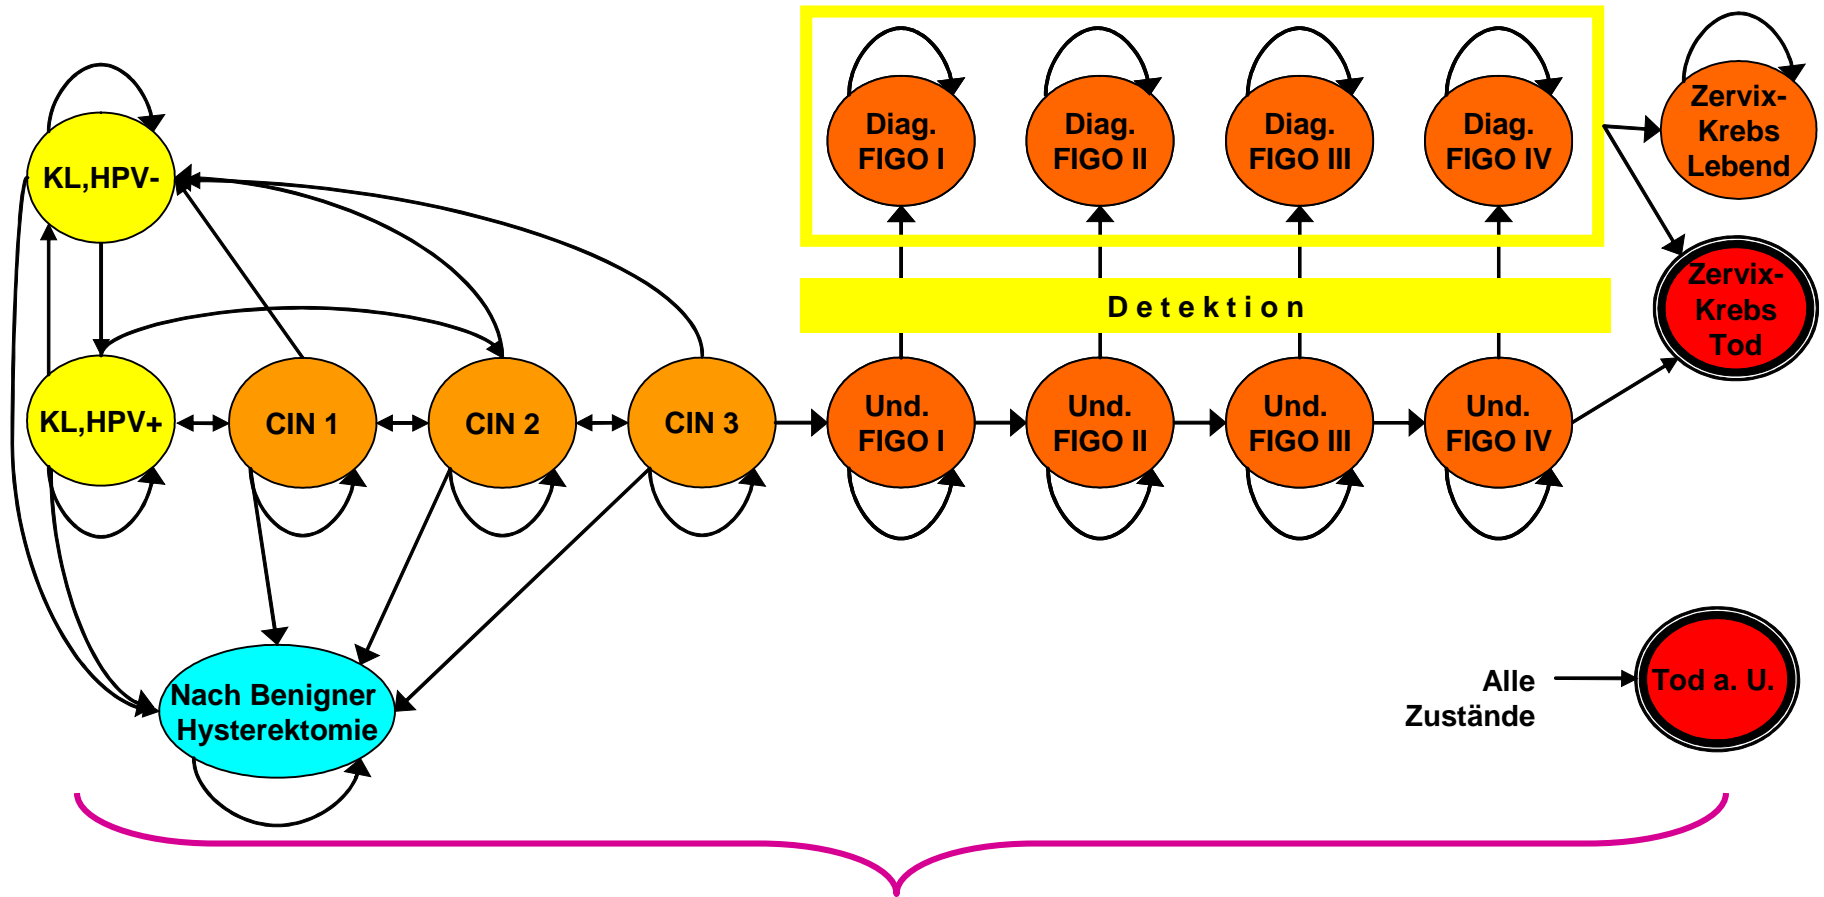 Diag.
FIGO I
Diag.
FIGO II
Diag.
FIGO III
Diag.
FIGO IV
Zervix-
Krebs
Lebend
KL,HPV-
Detektion
Zervix-
Krebs
Tod
KL,HPV+
CIN 1
CIN 2
CIN 3
Und.
FIGO I
Und.
FIGO II
Und.
FIGO III
Und.
FIGO IV
Nach Benigner
Hysterektomie
Alle
Zustände
Tod a. U.